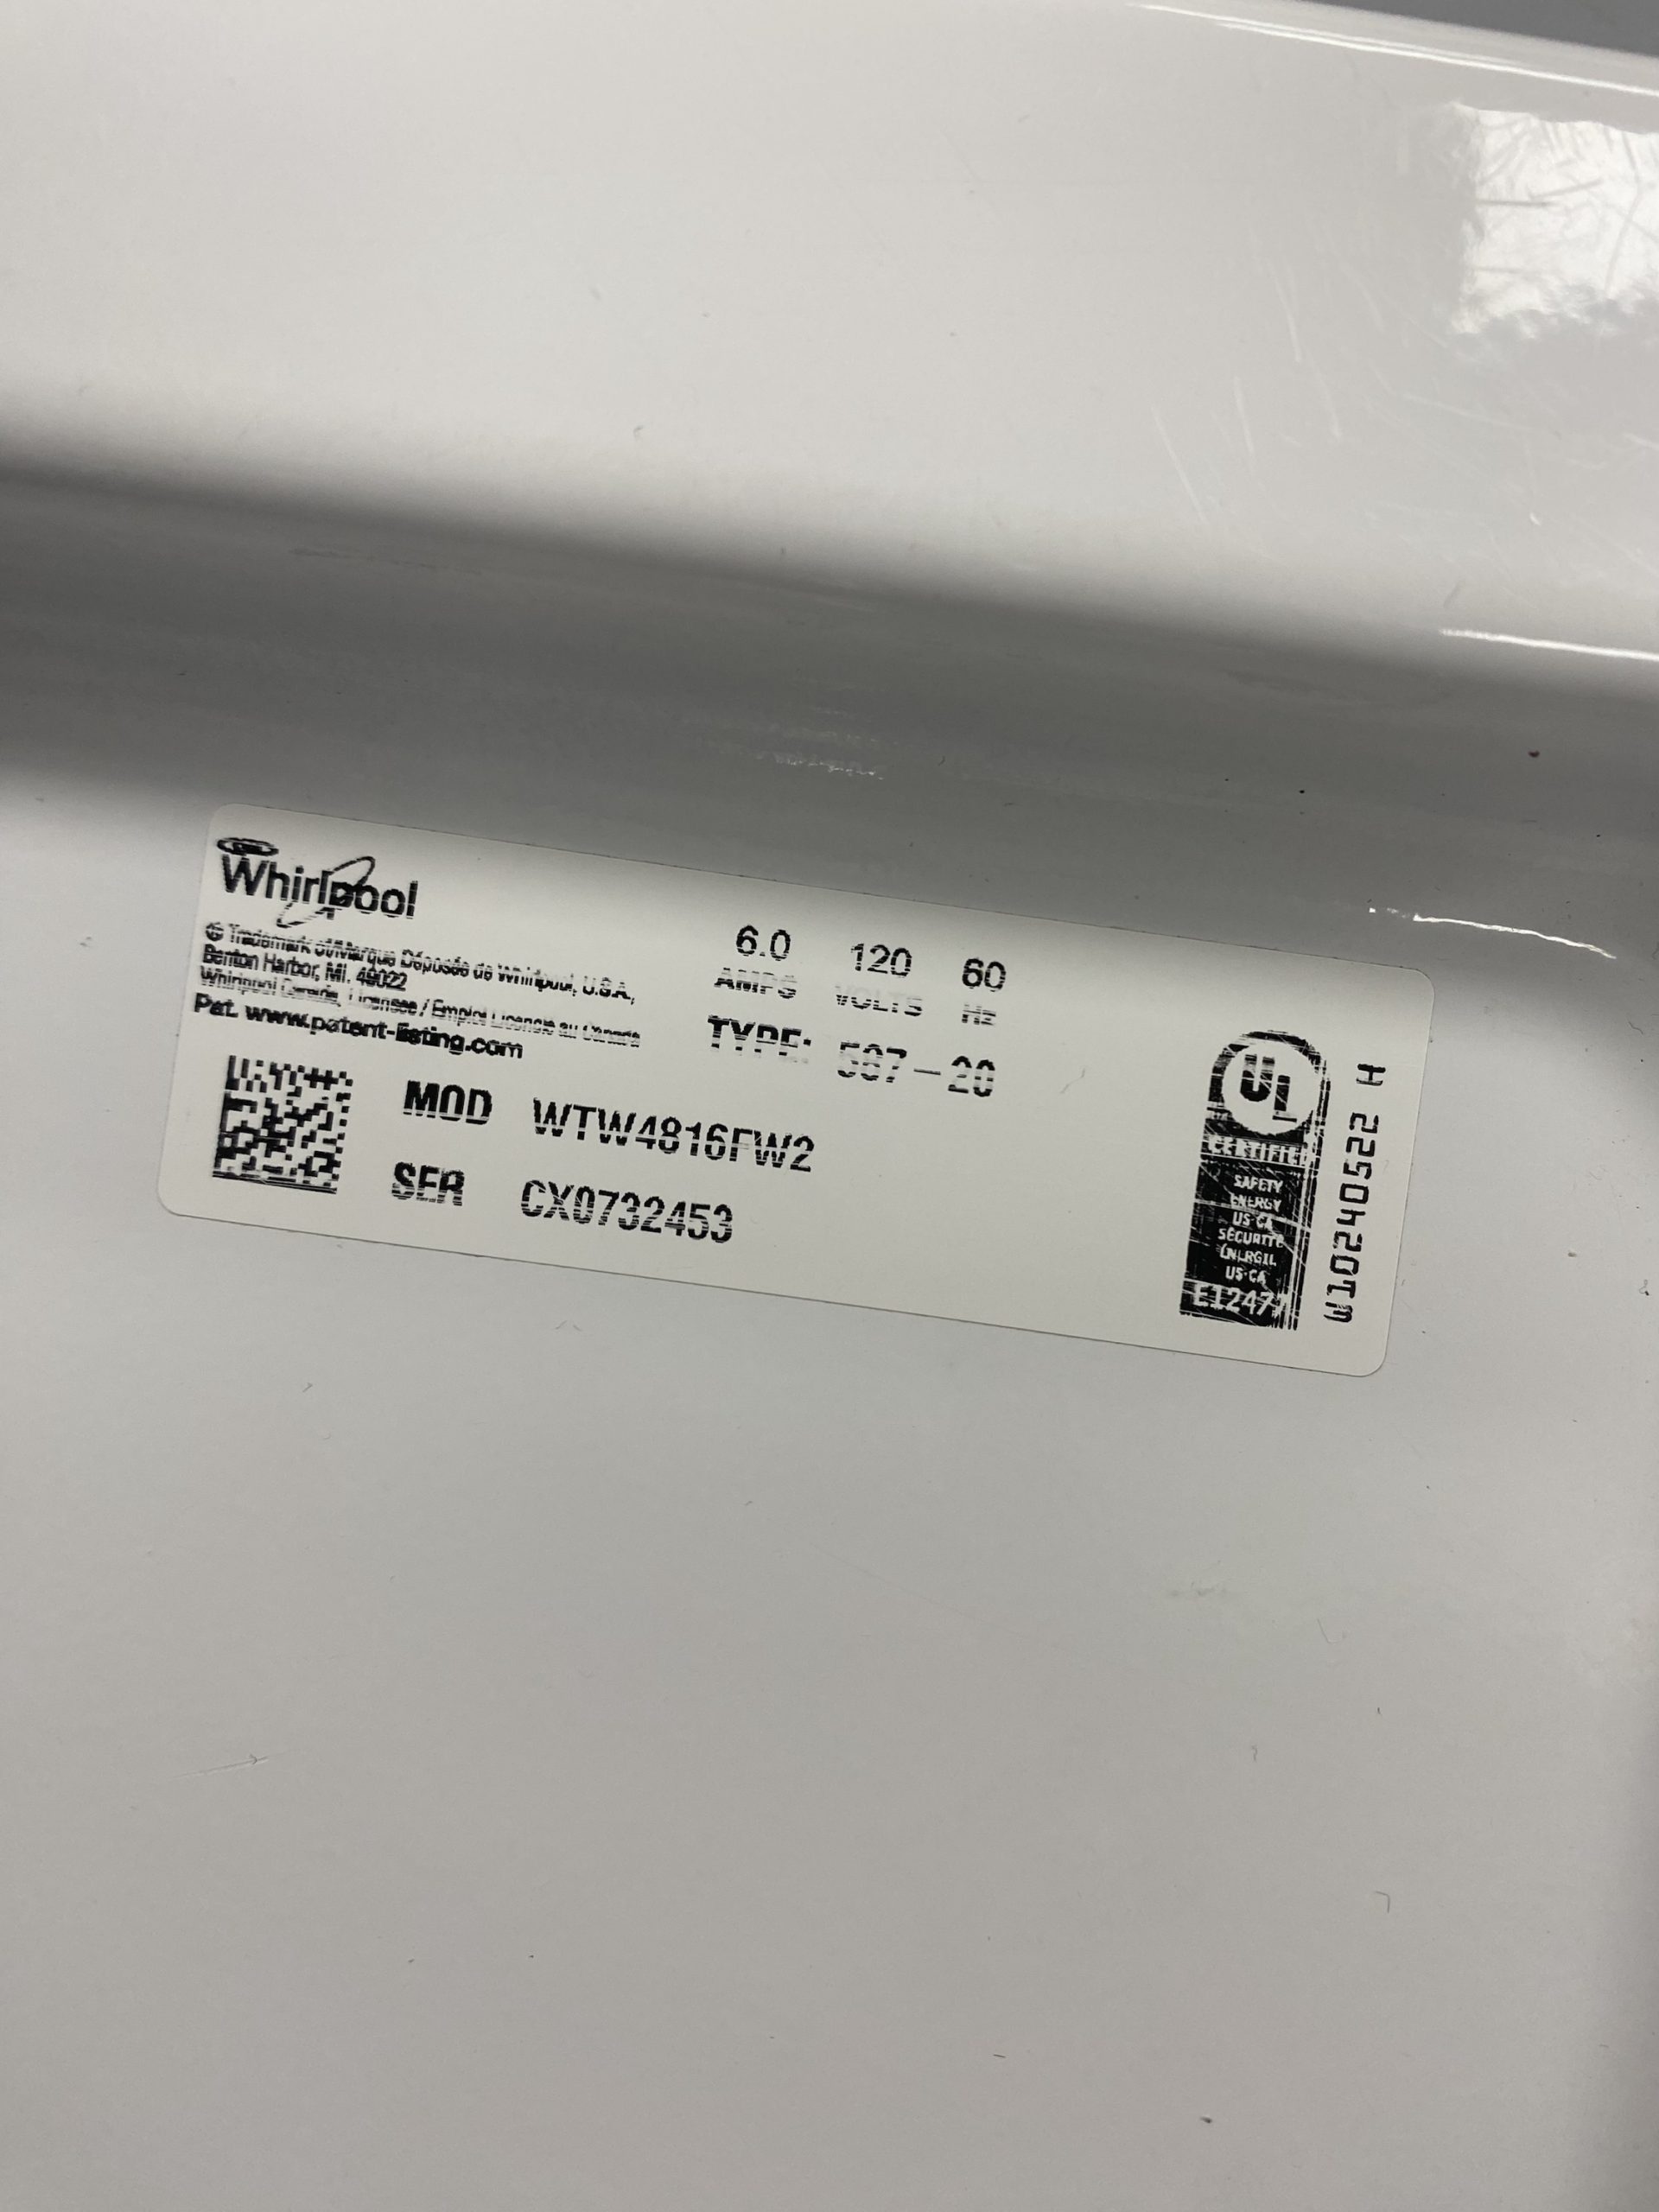 Whirlpool
® Trademark of/Marque Déposée de Whirlpool, U.S.A.,
Benton Harbor, MI. 49022
Whirlpool Canada, Licensee / Emploi Licencié au Canada
Pat. www.patent-listing.com
6.0 120 60
AMPS VOLTS Hz
TYPE: 587-20
MOD WTW4816FW2
SER CX0732453
UL
CERTIFIED
SAFETY
ENERGY
US-CA
SÉCURITÉ
ÉNERGIE
US-CA
E12477
W10240522 H